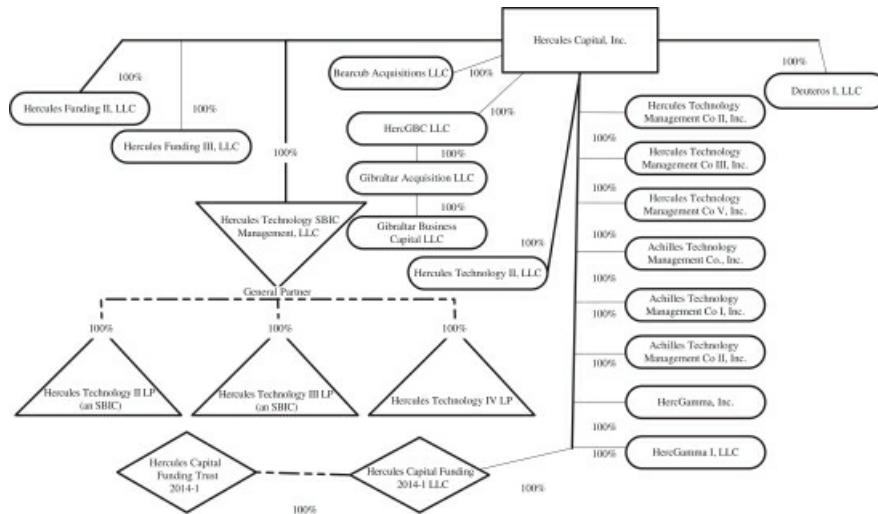 Hercules Capital, Inc.
100%
Hercules Funding II, LLC
100%
Hercules Funding III, LLC
100%
Hercules Technology SBIC
Management, LLC
General Partner
100%
100%
100%
Hercules Technology II LP
(an SBIC)
Hercules Technology III LP
(an SBIC)
Hercules Technology IV LP
Bearcub Acquisitions LLC
100%
HercGBC LLC
100%
100%
Gibraltar Acquisition LLC
100%
Gibraltar Business
Capital LLC
100%
Hercules Technology II, LLC
100%
Deuteros I, LLC
Hercules Technology
Management Co II, Inc.
100%
Hercules Technology
Management Co III, Inc.
100%
Hercules Technology
Management Co V, Inc.
100%
Achilles Technology
Management Co., Inc.
100%
Achilles Technology
Management Co I, Inc.
100%
Achilles Technology
Management Co II, Inc.
100%
HercGamma, Inc.
100%
100%
HercGamma I, LLC
Hercules Capital
Funding Trust
2014-1
100%
Hercules Capital Funding
2014-1 LLC
100%